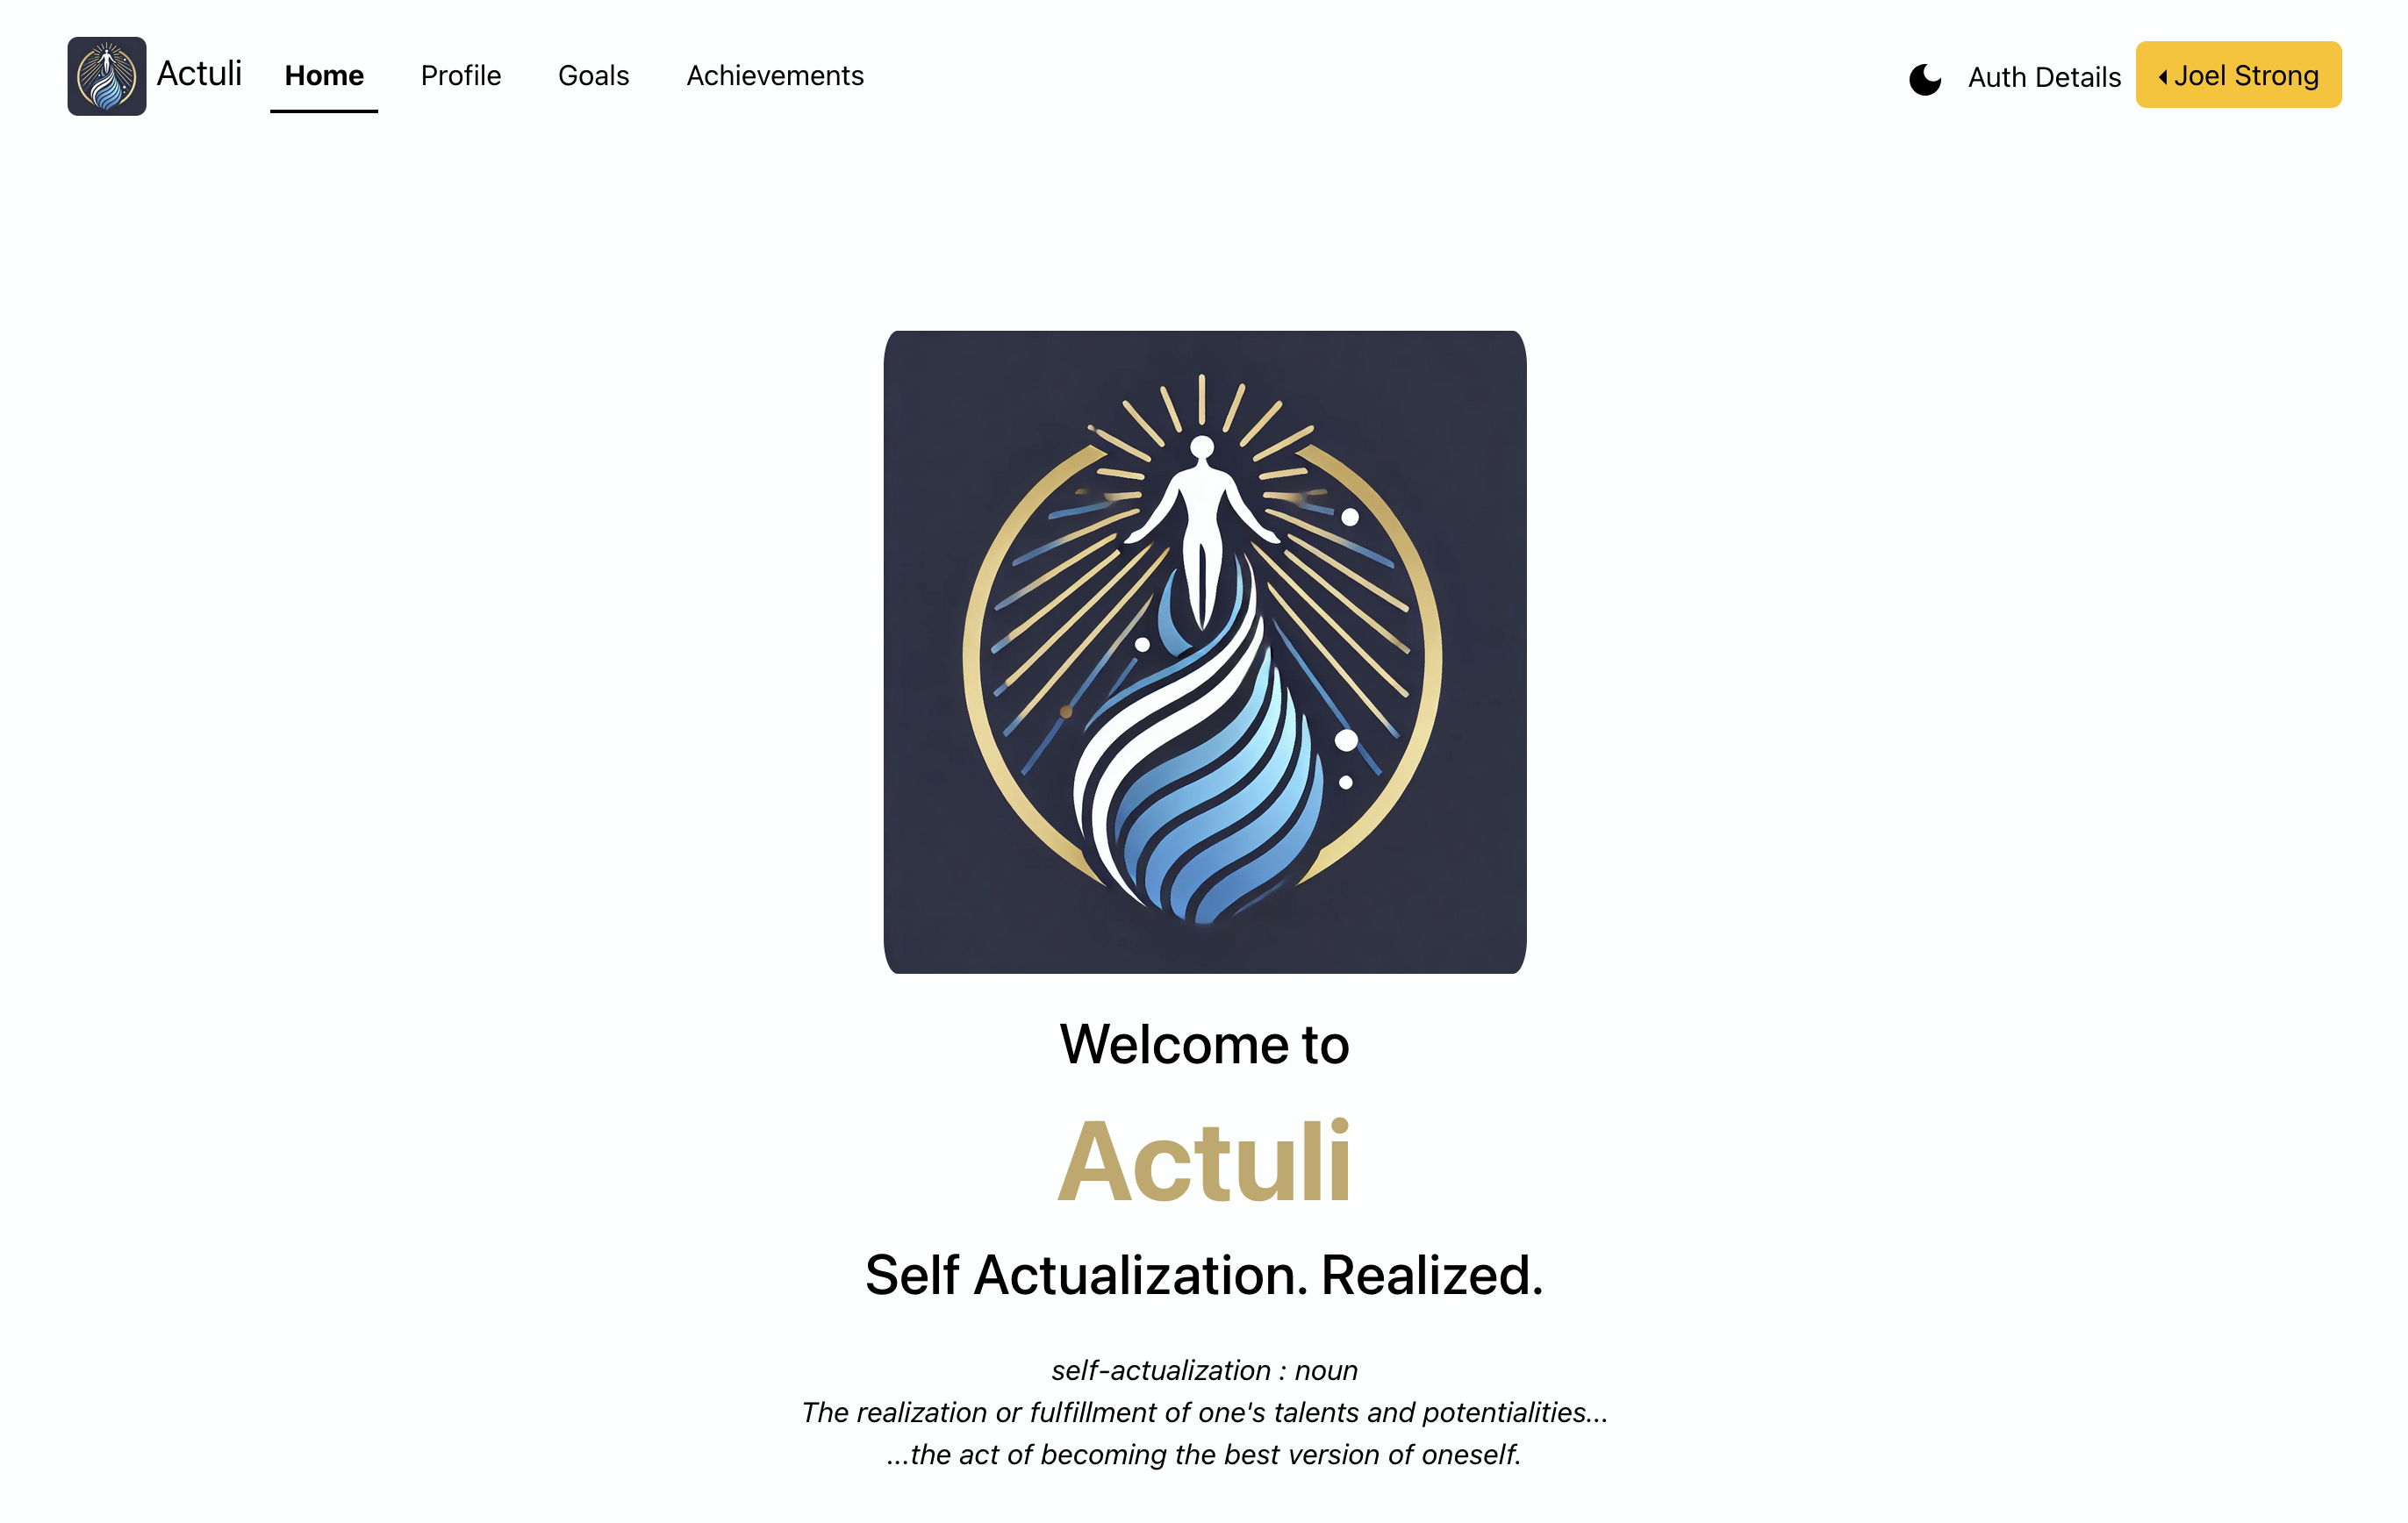 Actuli Home Profile Goals Achievements Auth Details Joel Strong
Welcome to
Actuli
Self Actualization. Realized.
self-actualization : noun
The realization or fulfillment of one's talents and potentialities...
...the act of becoming the best version of oneself.